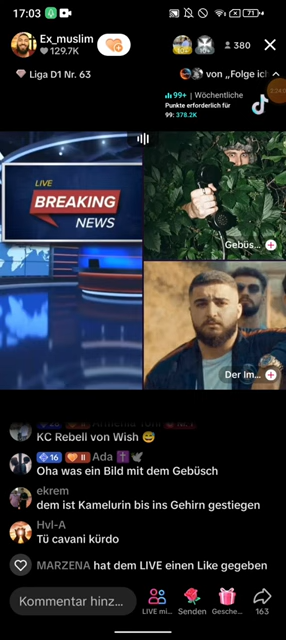 17:03
71
Ex_muslim
129.7K
380
Liga D1 Nr. 63
von „Folge icl
99+ | Wöchentliche
Punkte erforderlich für
99: 378.2K
LIVE
BREAKING
NEWS
Gebüs...
Der Im...
KC Rebell von Wish 😅
16 II Ada ✝️ 🕊
Oha was ein Bild mit dem Gebüsch
ekrem
dem ist Kamelurin bis ins Gehirn gestiegen
Hvl-A
Tü cavani kürdo
MARZENA hat dem LIVE einen Like gegeben
Kommentar hinz...
LIVE mi...
Senden
Gesche...
163